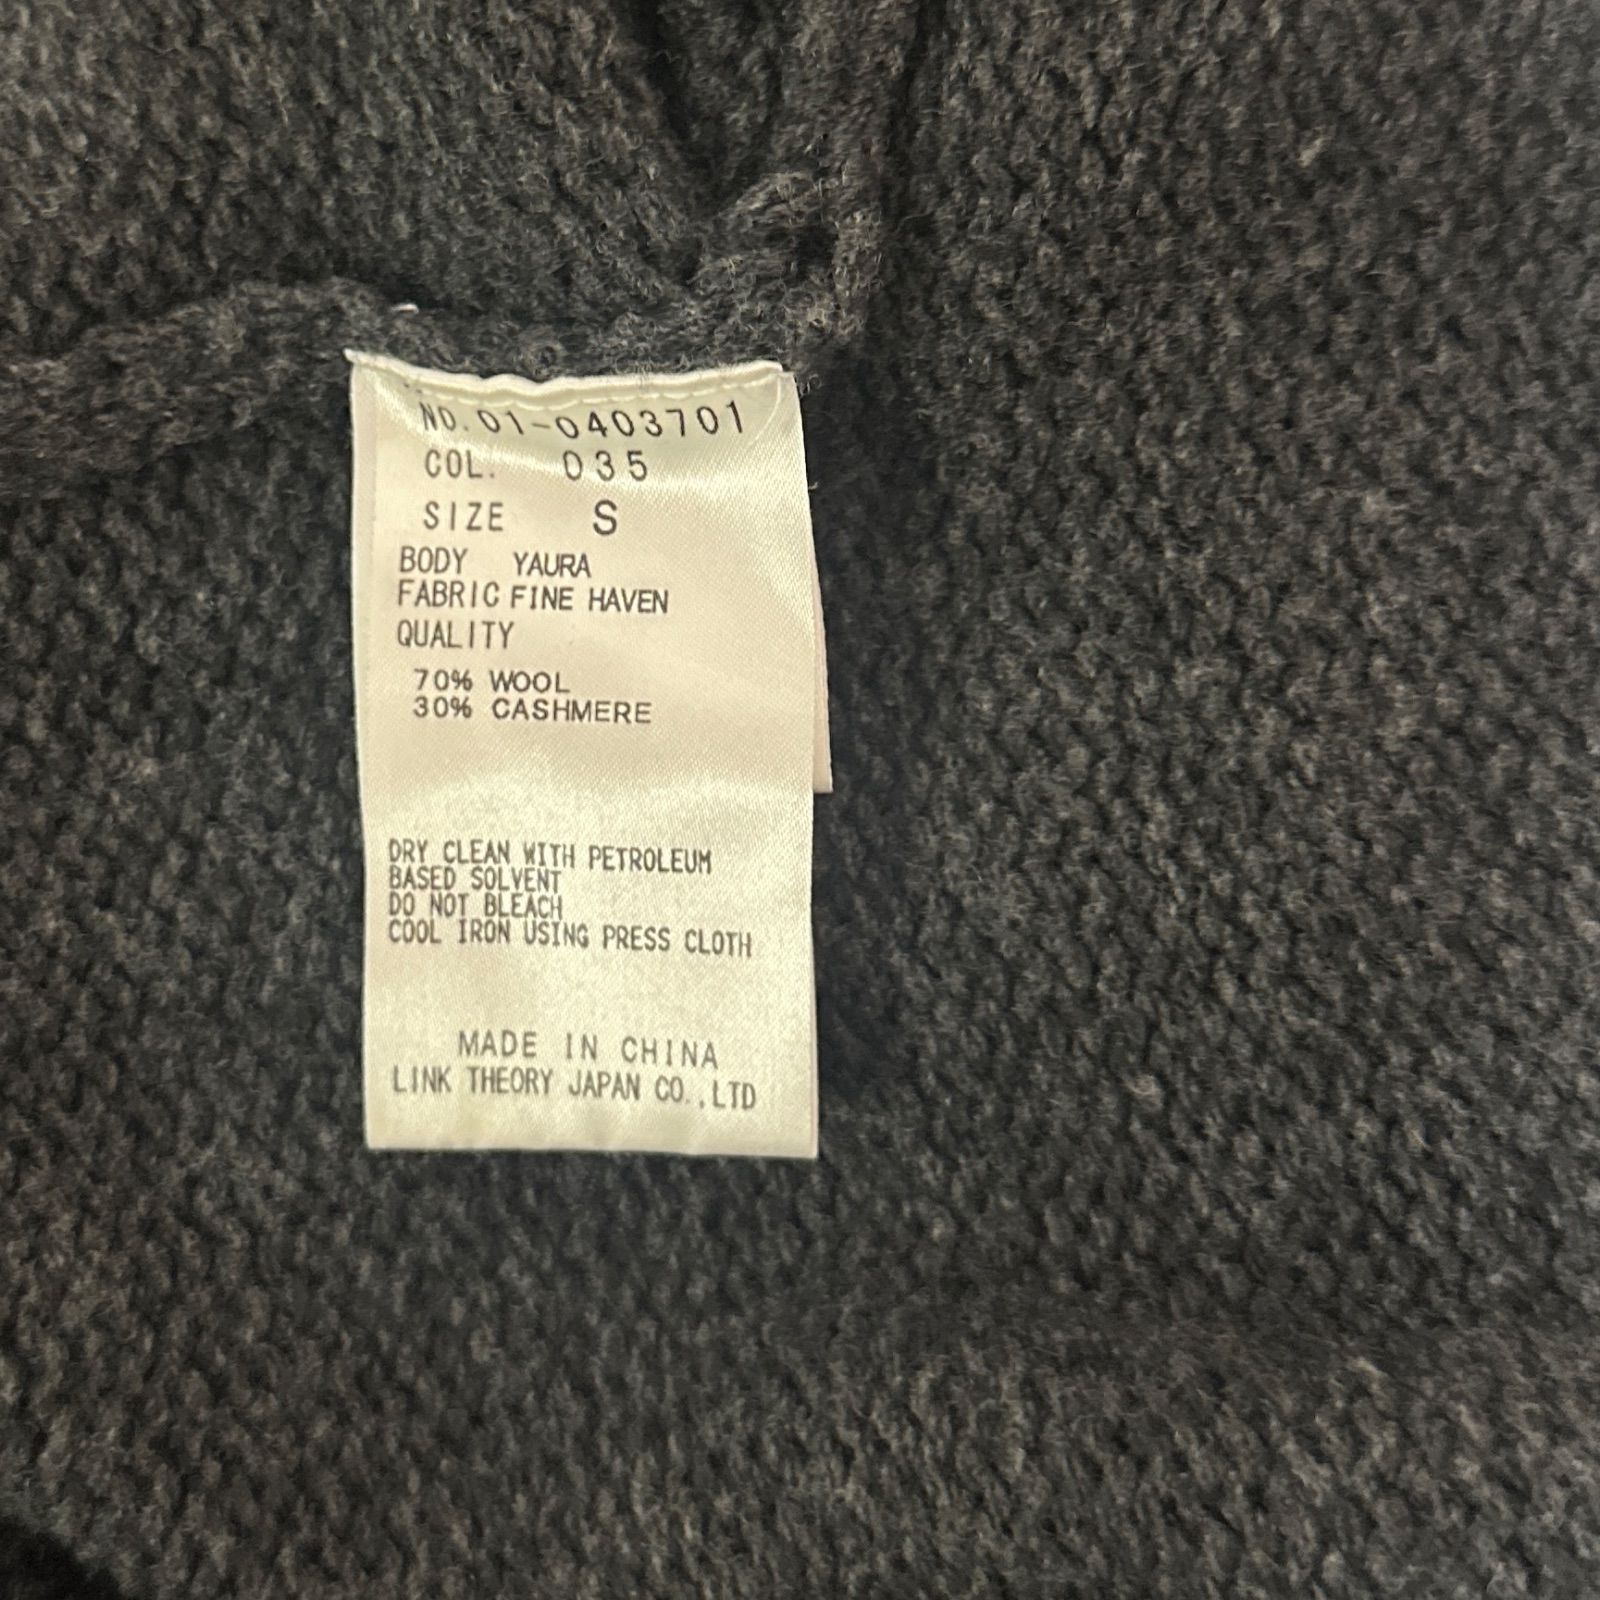 NO. 01-0403701
COL. 035
SIZE S
BODY YAURA
FABRIC FINE HAVEN
QUALITY
70% WOOL
30% CASHMERE
DRY CLEAN WITH PETROLEUM
BASED SOLVENT
DO NOT BLEACH
COOL IRON USING PRESS CLOTH
MADE IN CHINA
LINK THEORY JAPAN CO.,LTD